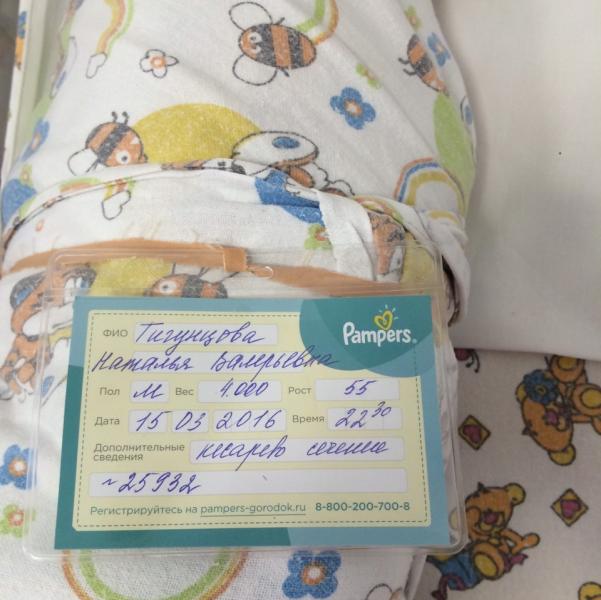 Pampers
ФИО Тигунцова
Наталья Валерьевна
Пол М Вес 4.000 Рост 55
Дата 15 03 2016 Время 22 30
Дополнительные сведения кесарево сечение
~25932
Регистрируйтесь на pampers-gorodok.ru 8-800-200-700-8